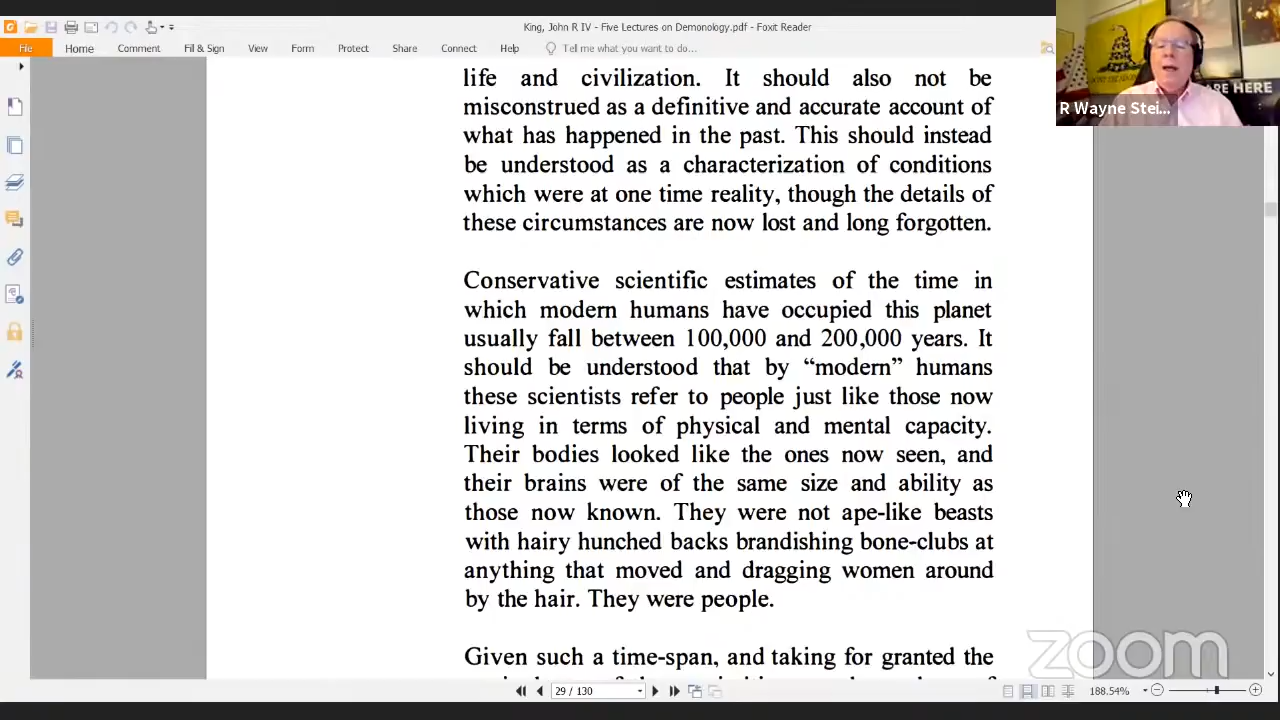 King, John R IV - Five Lectures on Demonology.pdf - Foxit Reader
File Home Comment Fill & Sign View Form Protect Share Connect Help Tell me what you want to do...
ARE HERE
R Wayne Stei...
life and civilization. It should also not be
misconstrued as a definitive and accurate account of
what has happened in the past. This should instead
be understood as a characterization of conditions
which were at one time reality, though the details of
these circumstances are now lost and long forgotten.
Conservative scientific estimates of the time in
which modern humans have occupied this planet
usually fall between 100,000 and 200,000 years. It
should be understood that by “modern” humans
these scientists refer to people just like those now
living in terms of physical and mental capacity.
Their bodies looked like the ones now seen, and
their brains were of the same size and ability as
those now known. They were not ape-like beasts
with hairy hunched backs brandishing bone-clubs at
anything that moved and dragging women around
by the hair. They were people.
Given such a time-span, and taking for granted the
zoom
29 / 130
188.54%